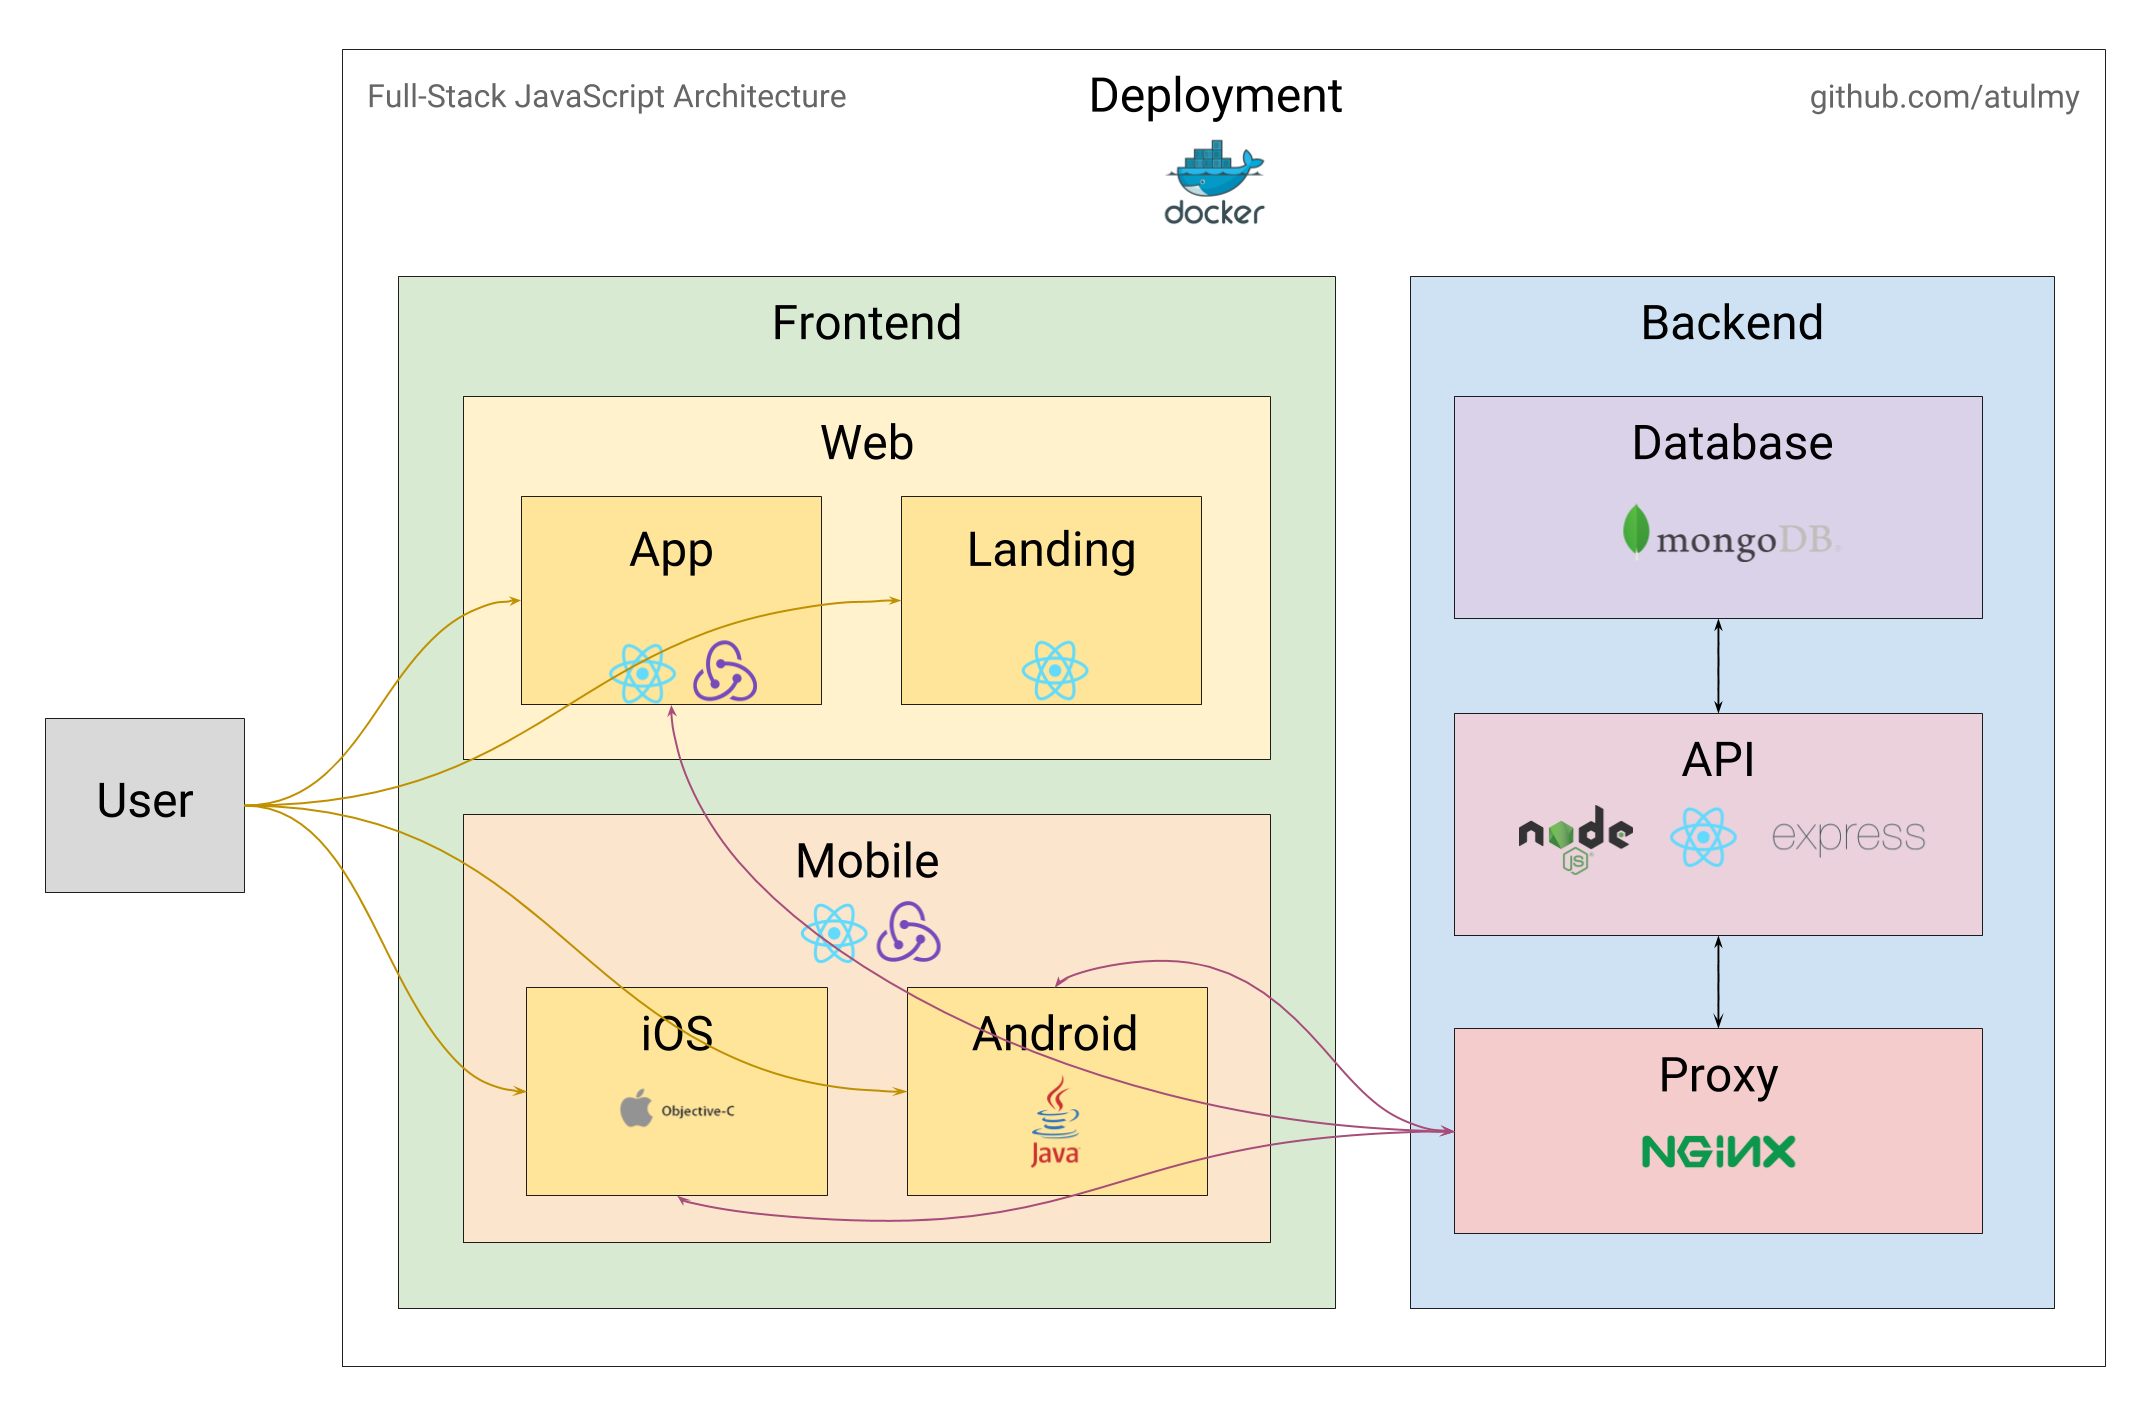 Full-Stack JavaScript Architecture
Deployment
github.com/atulmy
docker
Frontend
Web
App
Landing
User
Mobile
iOS
Objective-C
Android
Java
Backend
Database
mongoDB.
API
node
JS
express
Proxy
NGiNX